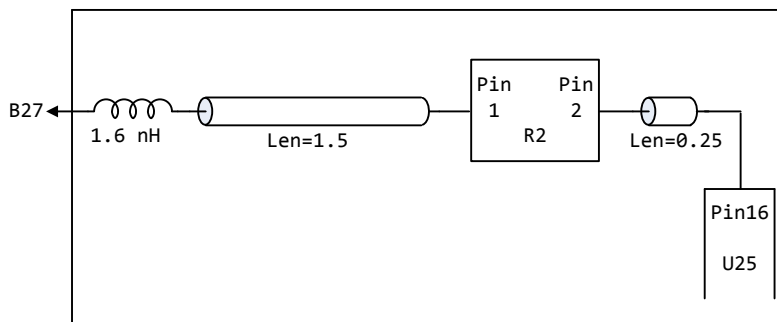 B27
1.6 nH
Len=1.5
Pin Pin
1 2
R2
Len=0.25
Pin16
U25